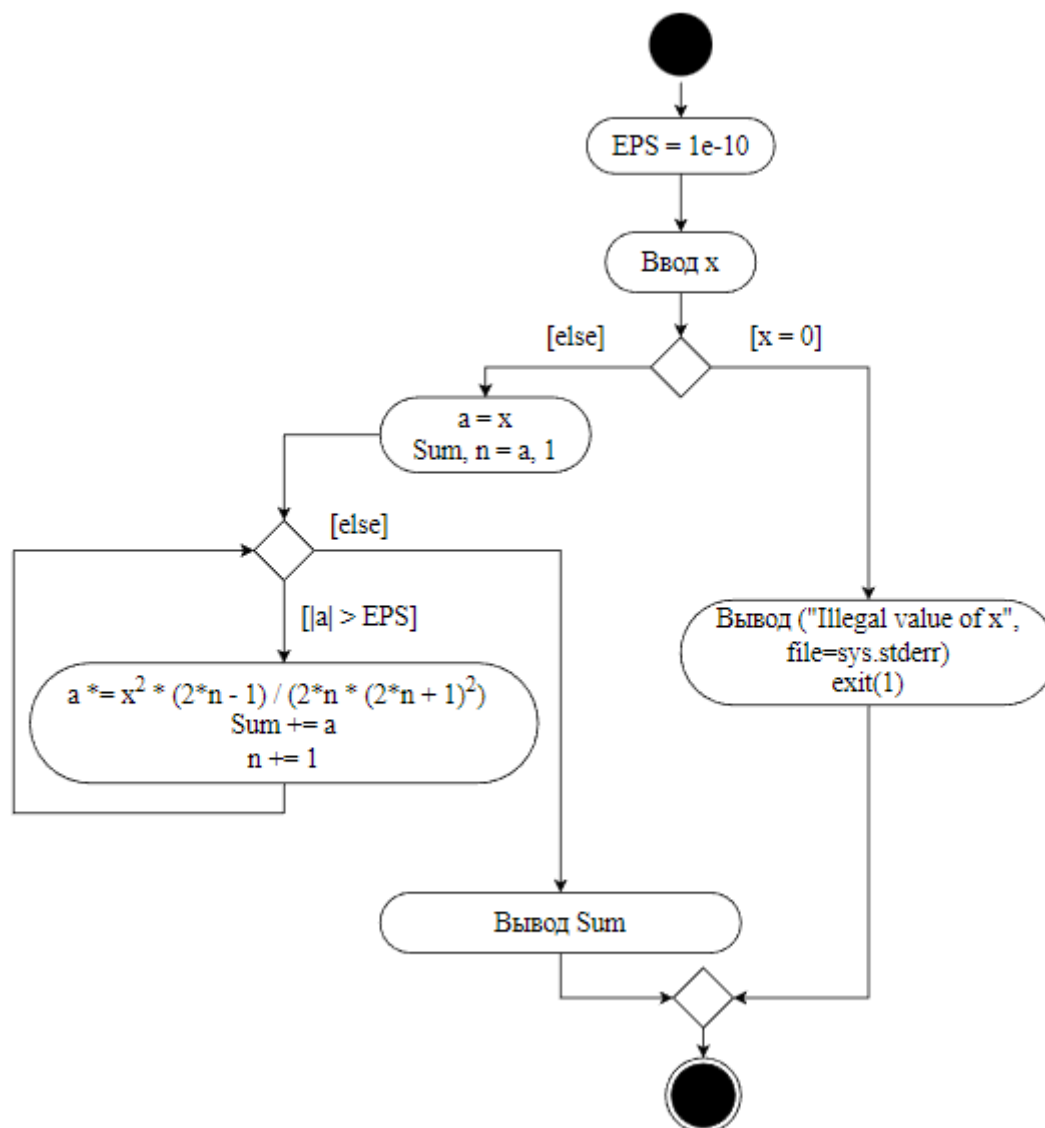 EPS = 1e-10
Ввод x
[else]
[x = 0]
a = x
Sum, n = a, 1
[else]
[|a| > EPS]
a *= x² * (2*n - 1) / (2*n * (2*n + 1)²)
Sum += a
n += 1
Вывод ("Illegal value of x",
file=sys.stderr)
exit(1)
Вывод Sum